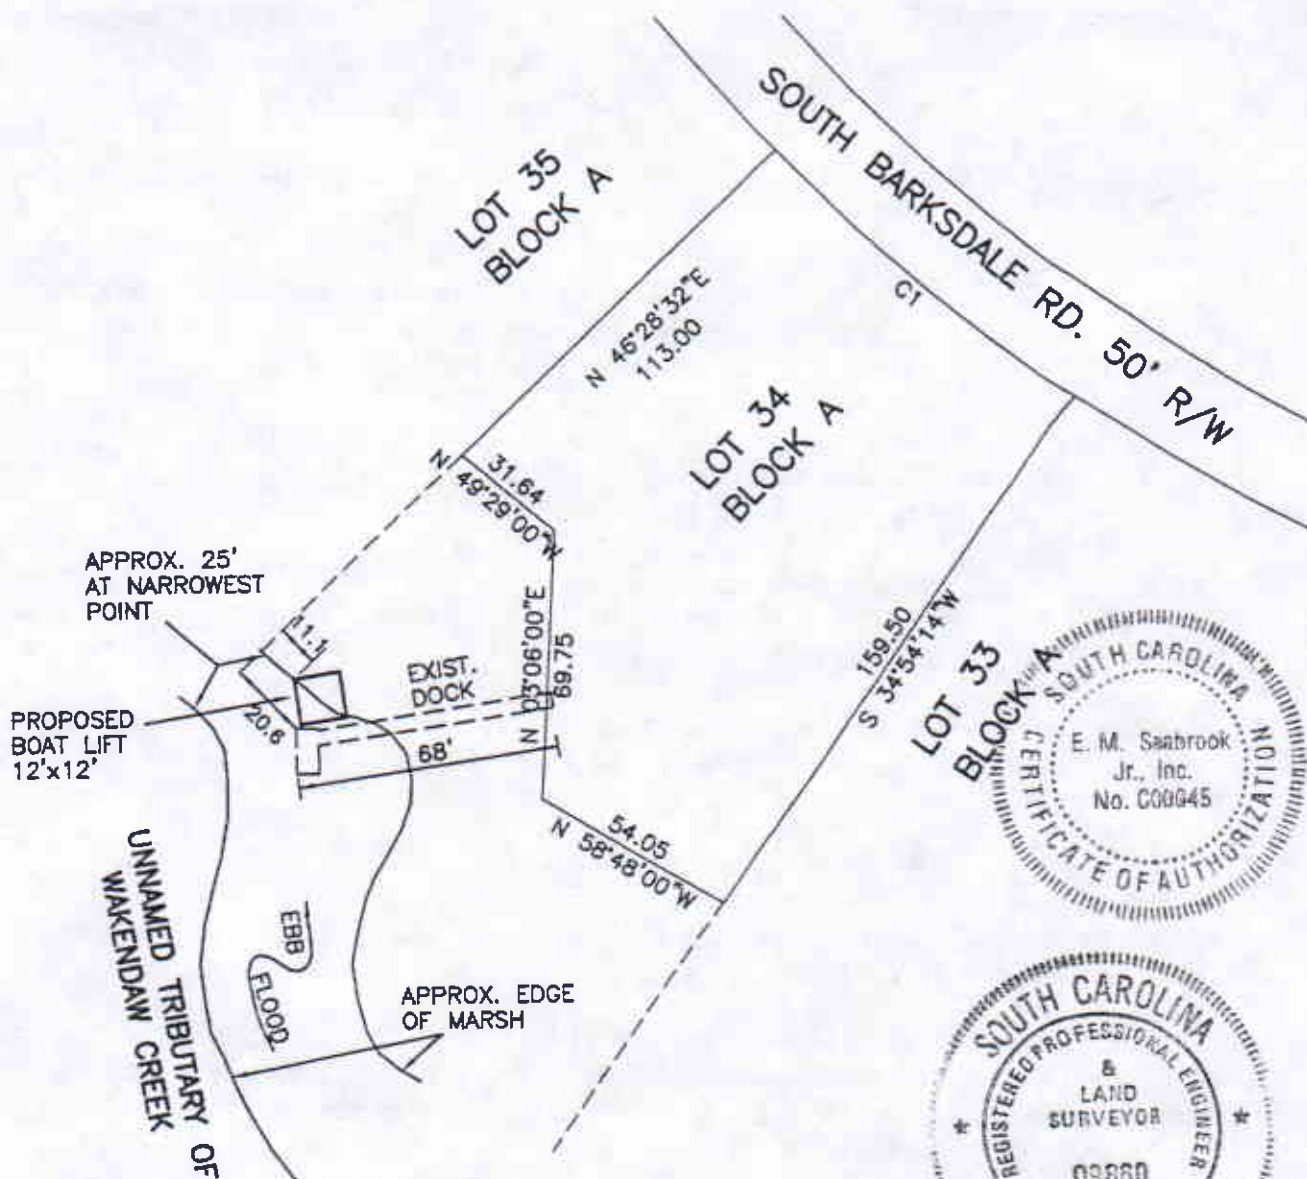 SOUTH BARKSDALE RD. 50' R/W
LOT 35
BLOCK A
C1
N 46°28'32"E
113.00
LOT 34
BLOCK A
31.64
N 49°29'00"W
APPROX. 25'
AT NARROWEST
POINT
11.1
EXIST.
DOCK
N 03°06'00"E
69.75
159.50
S 34°54'14"W
LOT 33
BLOCK A
PROPOSED
BOAT LIFT
12'x12'
20.6
68'
54.05
N 58°48'00"W
UNNAMED TRIBUTARY OF
WAKENDAW CREEK
EBB
FLOOD
APPROX. EDGE
OF MARSH
SOUTH CAROLINA
CERTIFICATE OF AUTHORIZATION
E. M. Seabrook
Jr., Inc.
No. C00045
SOUTH CAROLINA
REGISTERED PROFESSIONAL ENGINEER
&
LAND
SURVEYOR